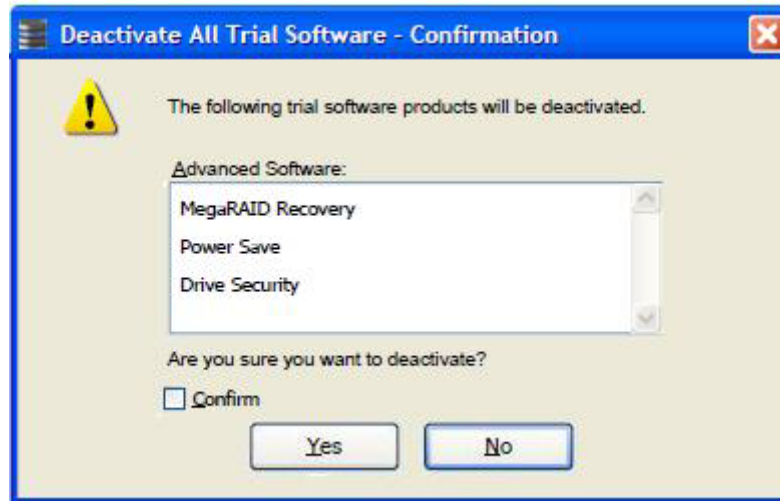 Deactivate All Trial Software - Confirmation
The following trial software products will be deactivated.
Advanced Software:
MegaRAID Recovery
Power Save
Drive Security
Are you sure you want to deactivate?
Confirm
Yes No